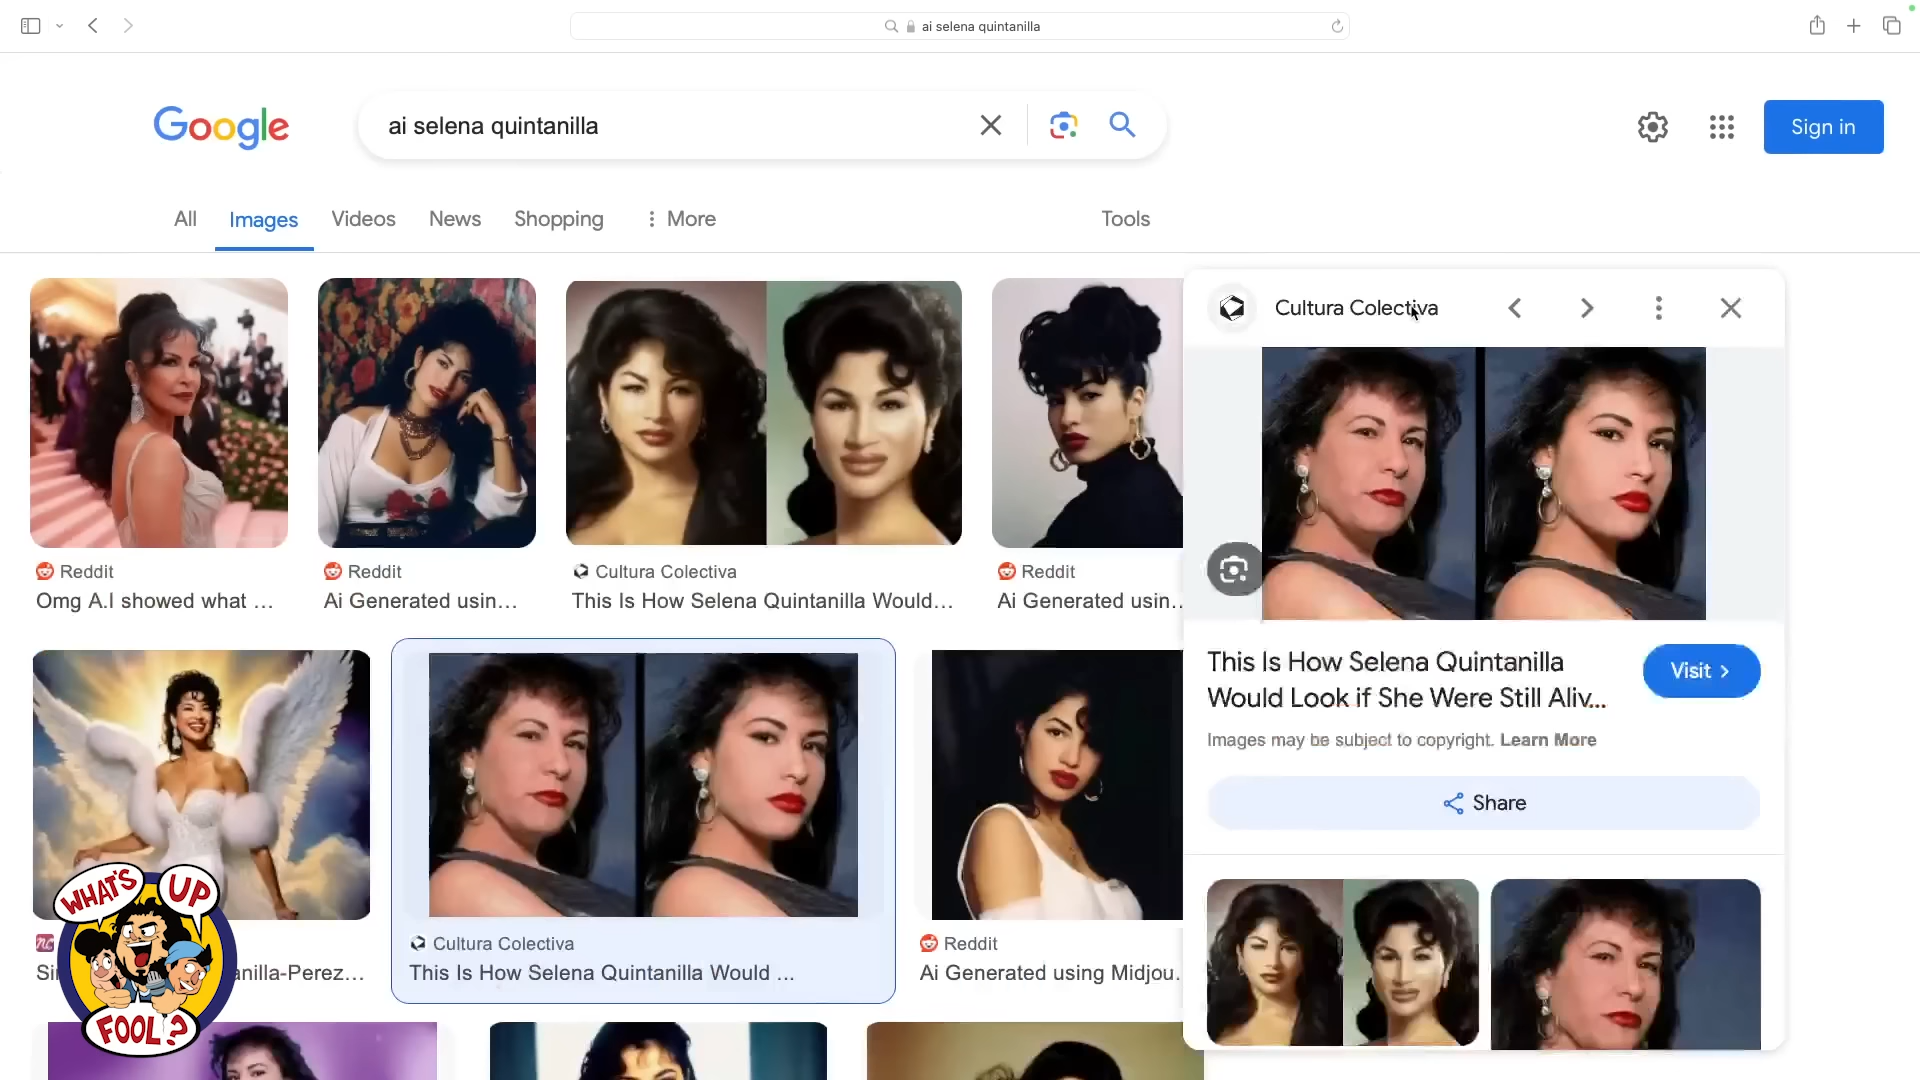 ai selena quintanilla
Google
ai selena quintanilla
Sign in
All
Images
Videos
News
Shopping
More
Tools
Reddit
Omg A.I showed what ...
Reddit
Ai Generated usin...
Cultura Colectiva
This Is How Selena Quintanilla Would...
Reddit
Ai Generated usin...
Cultura Colectiva
This Is How Selena Quintanilla
Would Look if She Were Still Aliv...
Visit
Images may be subject to copyright. Learn More
Share
nc
Si
anilla-Perez...
Cultura Colectiva
This Is How Selena Quintanilla Would ...
Reddit
Ai Generated using Midjou.
WHAT'S
UP
FOOL?